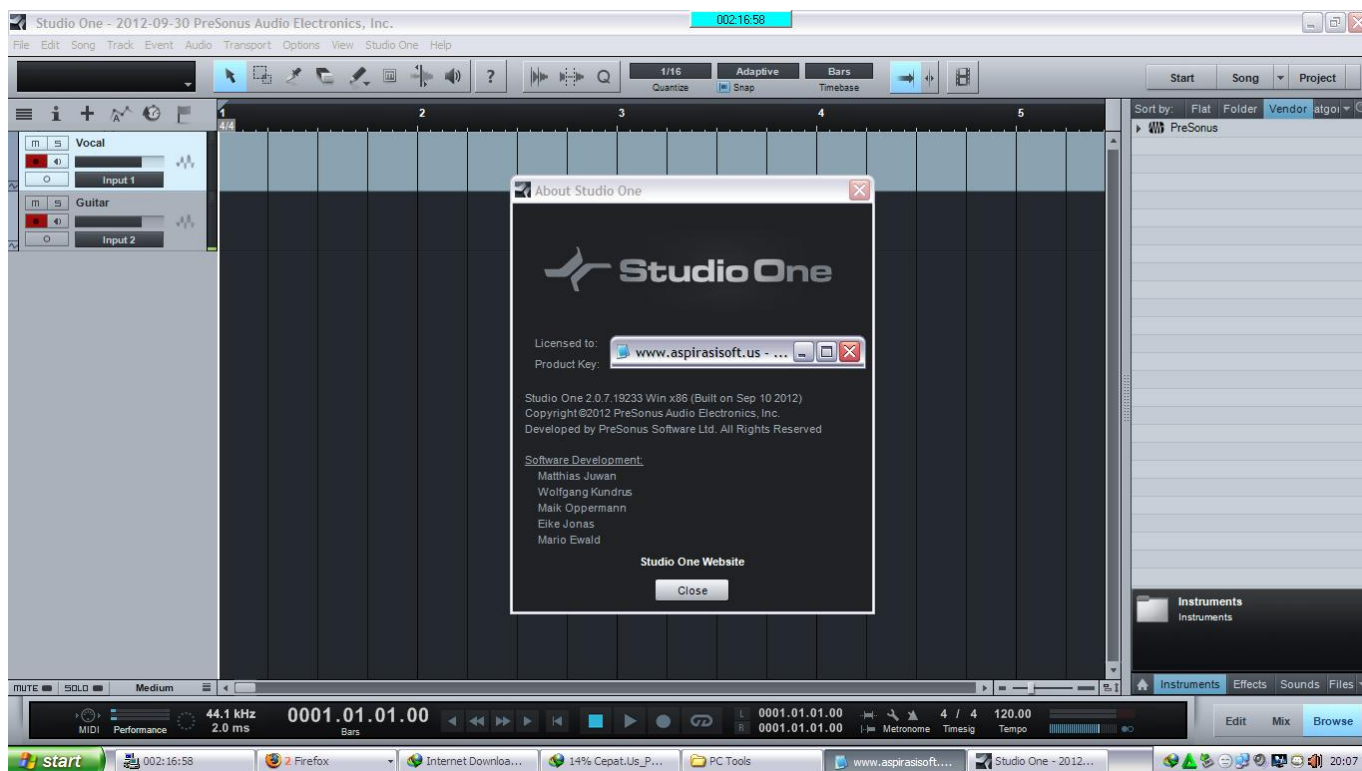 Studio One - 2012-09-30 PreSonus Audio Electronics, Inc.
002:16:58
File Edit Song Track Event Audio Transport Options View Studio One Help
1/16
Quantize
Adaptive
Snap
Bars
Timebase
?
Q
Start Song Project
i
1 2 3 4 5
4/4
Sort by: Flat Folder Vendor
PreSonus
m s Vocal
Input 1
m s Guitar
Input 2
About Studio One
Studio One
Licensed to:
Product Key:
www.aspirasisoft.us - ...
Studio One 2.0.7.19233 Win x86 (Built on Sep 10 2012)
Copyright©2012 PreSonus Audio Electronics, Inc.
Developed by PreSonus Software Ltd. All Rights Reserved
Software Development:
Matthias Juwan
Wolfgang Kundrus
Maik Oppermann
Eike Jonas
Mario Ewald
Studio One Website
Close
Instruments
Instruments
MUTE SOLO Medium
Instruments Effects Sounds Files
MIDI
Performance
44.1 kHz
2.0 ms
0001.01.01.00
Bars
L 0001.01.01.00
R 0001.01.01.00
Metronome
4 / 4
Timesig
120.00
Tempo
Edit Mix Browse
start
002:16:58
2 Firefox
Internet Downloa...
14% Cepat.Us_P...
PC Tools
www.aspirasisoft....
Studio One - 2012...
20:07